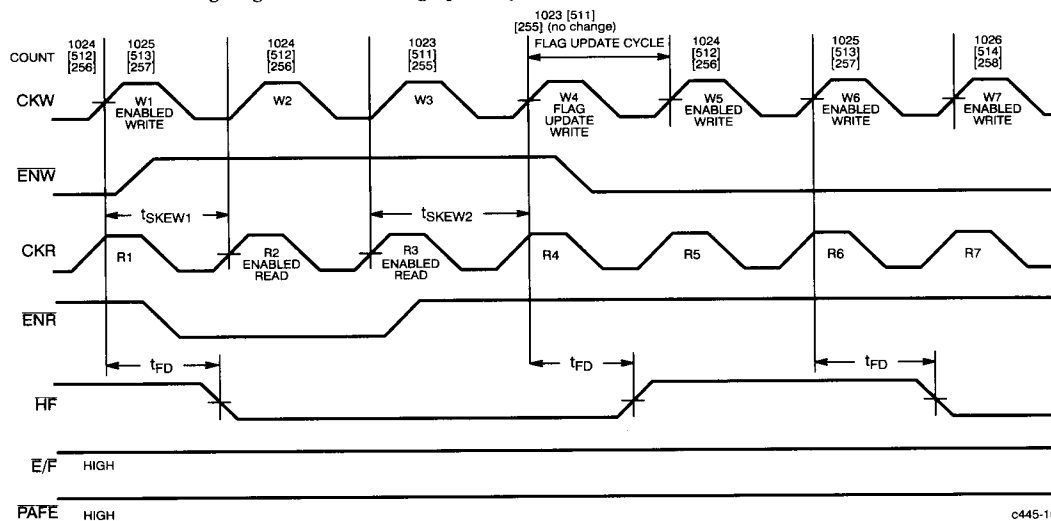 1023 [511]
[255] (no change)
1024
[512]
[256]
1025
[513]
[257]
1024
[512]
[256]
1023
[511]
[255]
FLAG UPDATE CYCLE
1024
[512]
[256]
1025
[513]
[257]
1026
[514]
[258]
COUNT
CKW
W1
ENABLED
WRITE
W2
W3
W4
FLAG
UPDATE
WRITE
W5
ENABLED
WRITE
W6
ENABLED
WRITE
W7
ENABLED
WRITE
ENW
tSKEW1
tSKEW2
CKR
R1
R2
ENABLED
READ
R3
ENABLED
READ
R4
R5
R6
R7
ENR
tFD
tFD
tFD
HF
E/F HIGH
PAFE HIGH